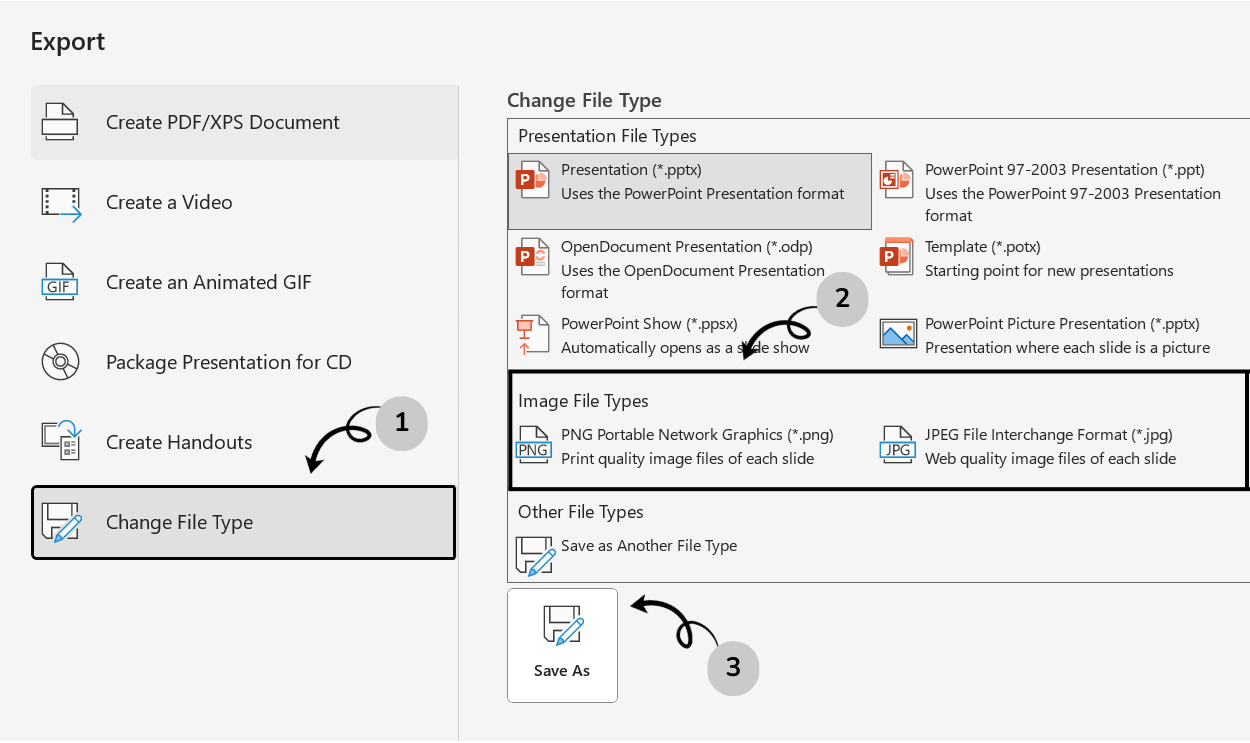 Export
Create PDF/XPS Document
Create a Video
GIF
Create an Animated GIF
Package Presentation for CD
Create Handouts
1
Change File Type
Change File Type
Presentation File Types
P
Presentation (*.pptx)
Uses the PowerPoint Presentation format
PowerPoint 97-2003 Presentation (*.ppt)
Uses the PowerPoint 97-2003 Presentation
format
P
OpenDocument Presentation (*.odp)
Uses the OpenDocument Presentation
format
P
Template (*.potx)
Starting point for new presentations
2
PowerPoint Show (*.ppsx)
Automatically opens as a slide show
PowerPoint Picture Presentation (*.pptx)
Presentation where each slide is a picture
Image File Types
PNG
PNG Portable Network Graphics (*.png)
Print quality image files of each slide
JPG
JPEG File Interchange Format (*.jpg)
Web quality image files of each slide
Other File Types
Save as Another File Type
Save As
3